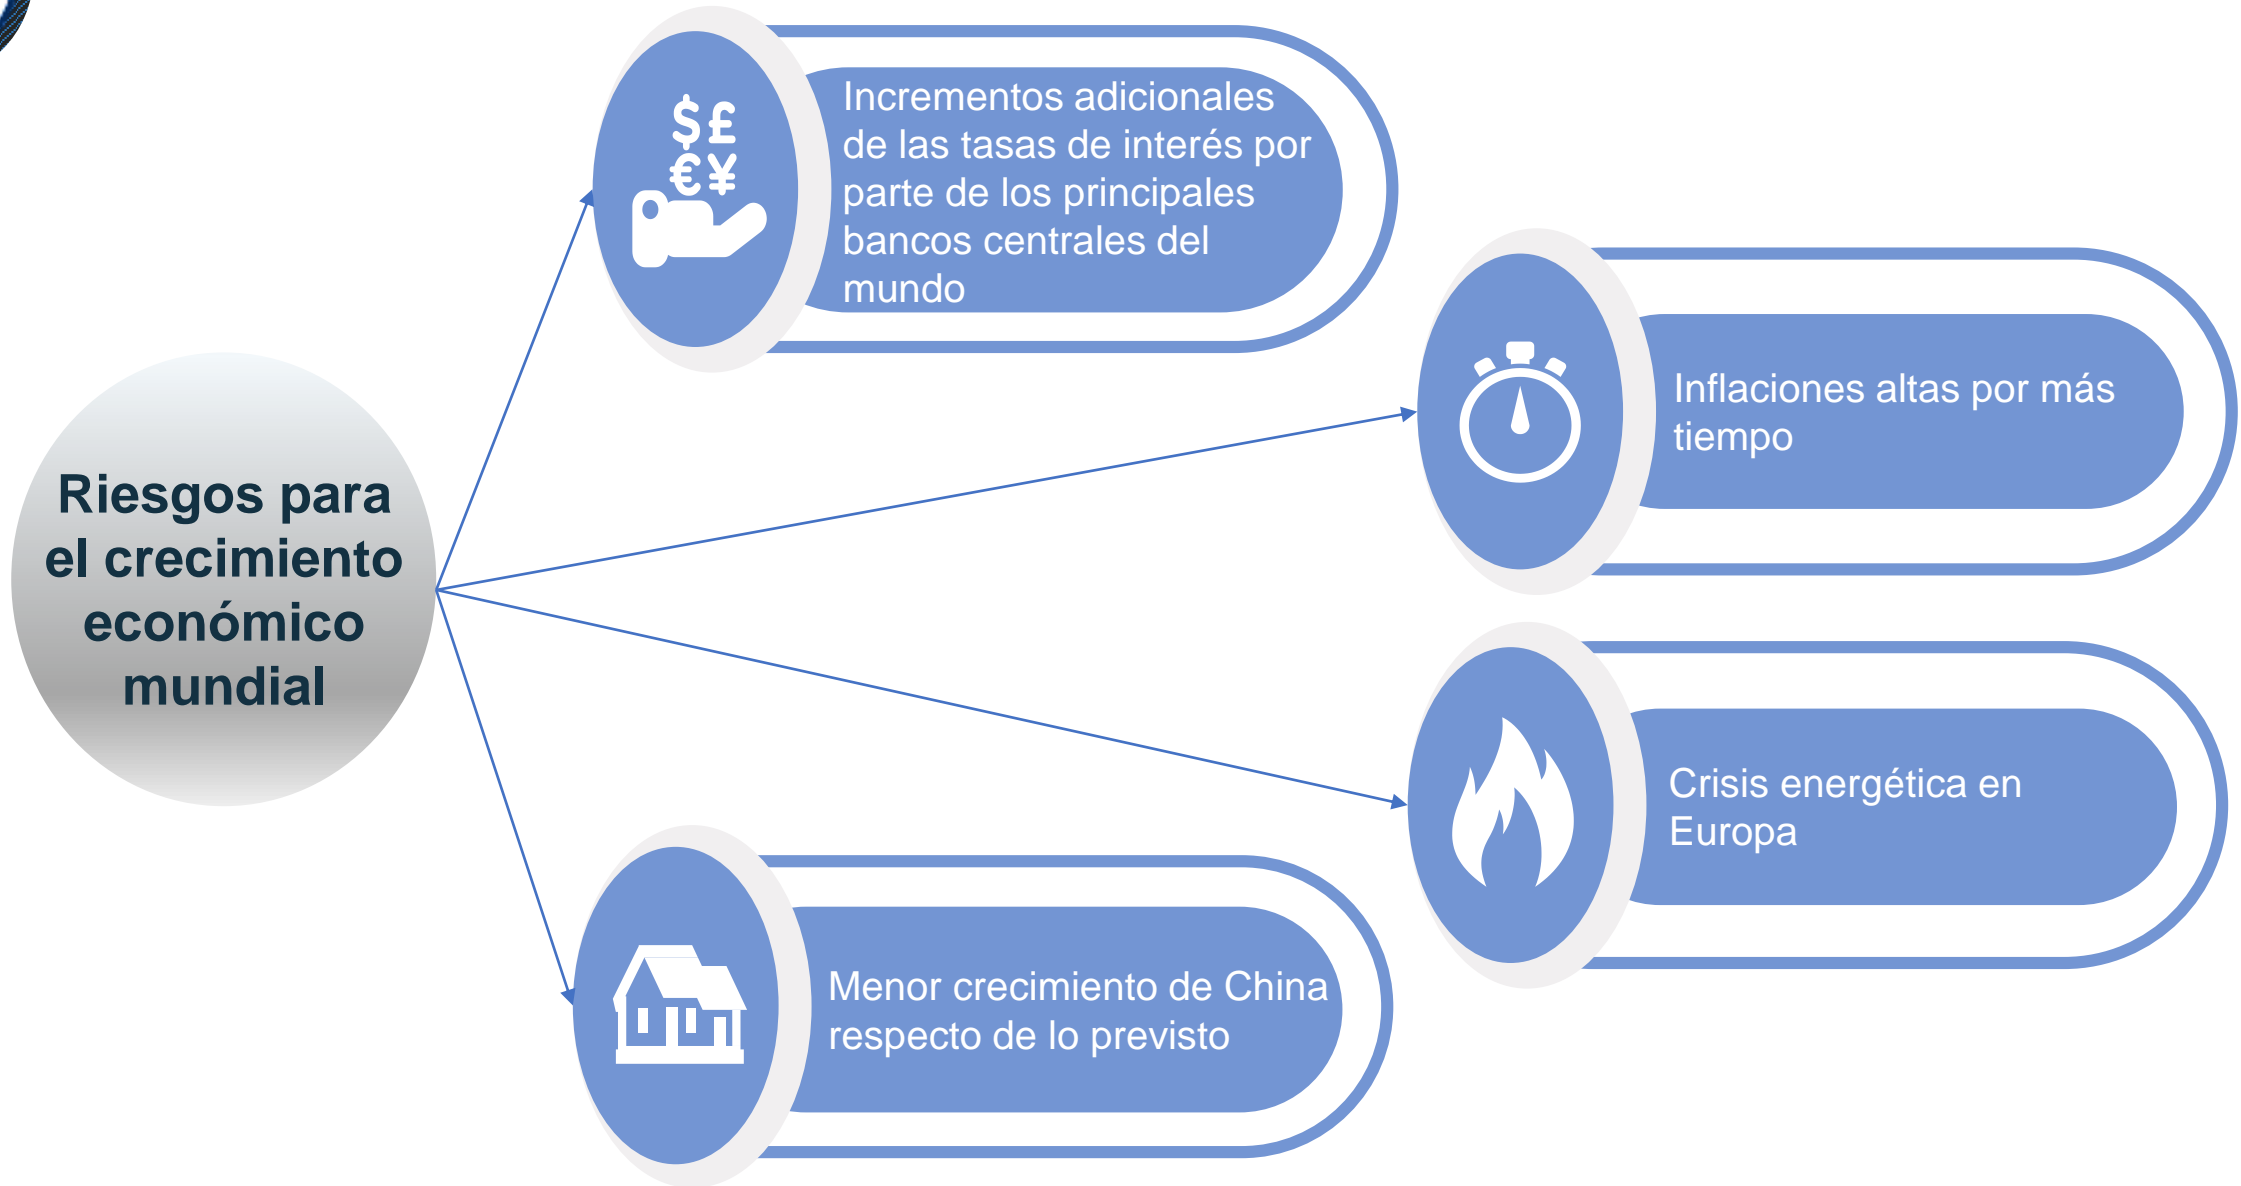 Riesgos para
el crecimiento
económico
mundial
$ £
€ ¥
Incrementos adicionales
de las tasas de interés por
parte de los principales
bancos centrales del
mundo
Inflaciones altas por más
tiempo
Crisis energética en
Europa
Menor crecimiento de China
respecto de lo previsto